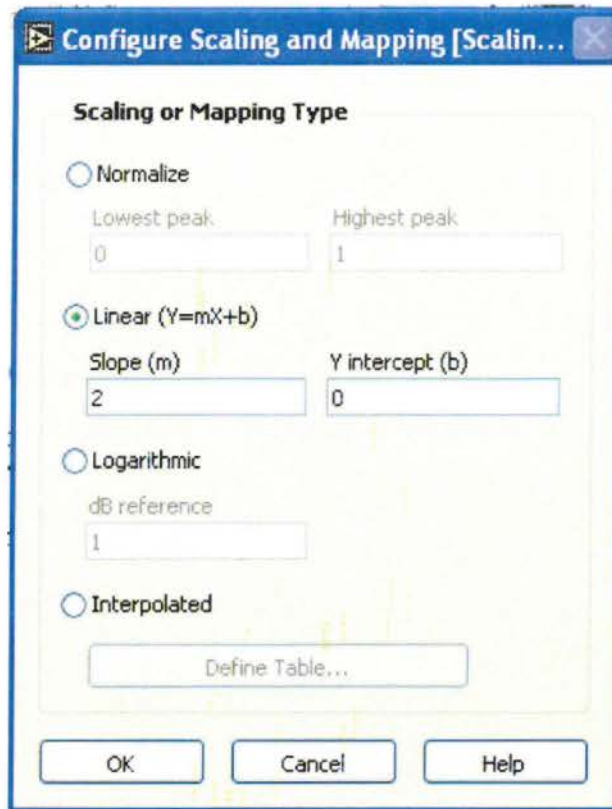 Configure Scaling and Mapping [Scalin...
Scaling or Mapping Type
Normalize
Lowest peak Highest peak
0 1
Linear (Y=mX+b)
Slope (m) Y intercept (b)
2 0
Logarithmic
dB reference
1
Interpolated
Define Table...
OK Cancel Help